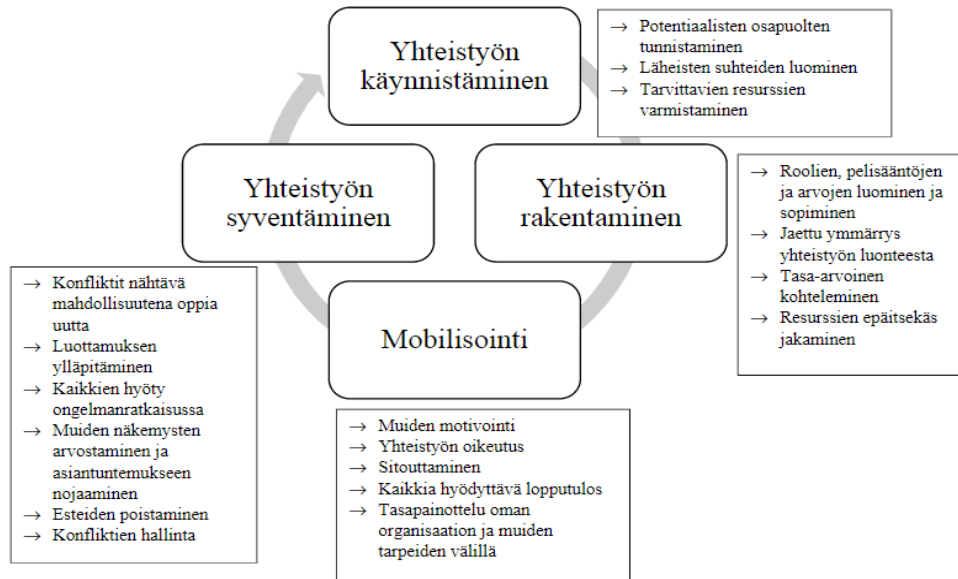 Yhteistyön
käynnistäminen
→ Potentiaalisten osapuolten
tunnistaminen
→ Läheisten suhteiden luominen
→ Tarvittavien resurssien
varmistaminen
Yhteistyön
rakentaminen
→ Roolien, pelisääntöjen
ja arvojen luominen ja
sopiminen
→ Jaettu ymmärrys
yhteistyön luonteesta
→ Tasa-arvoinen
kohteleminen
→ Resurssien epäitsekäs
jakaminen
Mobilisointi
→ Muiden motivointi
→ Yhteistyön oikeutus
→ Sitouttaminen
→ Kaikkia hyödyttävä lopputulos
→ Tasapainottelu oman
organisaation ja muiden
tarpeiden välillä
Yhteistyön
syventäminen
→ Konfliktit nähtävä
mahdollisuutena oppia
uutta
→ Luottamuksen
ylläpitäminen
→ Kaikkien hyöty
ongelmanratkaisussa
→ Muiden näkemysten
arvostaminen ja
asiantuntemukseen
nojaaminen
→ Esteiden poistaminen
→ Konfliktien hallinta